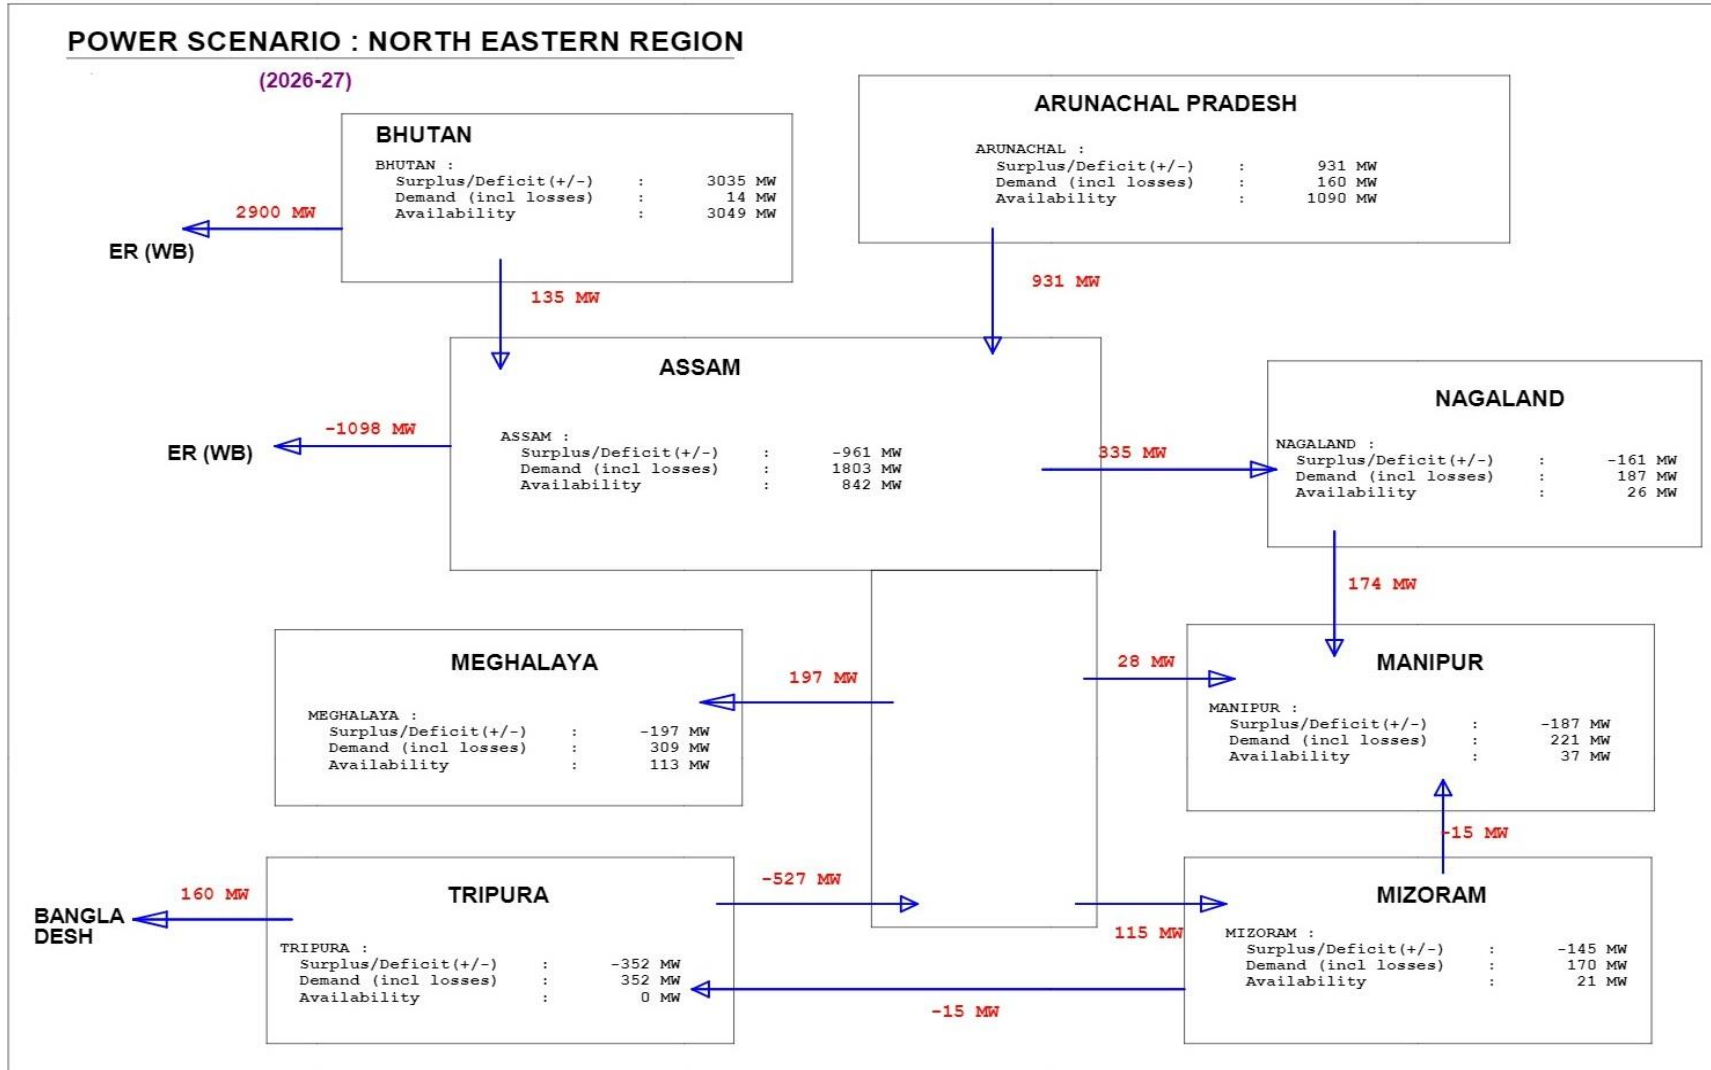 POWER SCENARIO : NORTH EASTERN REGION
(2026-27)
BHUTAN
BHUTAN :
Surplus/Deficit(+/-) : 3035 MW
Demand (incl losses) : 14 MW
Availability : 3049 MW
2900 MW
ER (WB)
135 MW
ARUNACHAL PRADESH
ARUNACHAL :
Surplus/Deficit(+/-) : 931 MW
Demand (incl losses) : 160 MW
Availability : 1090 MW
931 MW
ASSAM
ASSAM :
Surplus/Deficit(+/-) : -961 MW
Demand (incl losses) : 1803 MW
Availability : 842 MW
-1098 MW
ER (WB)
335 MW
NAGALAND
NAGALAND :
Surplus/Deficit(+/-) : -161 MW
Demand (incl losses) : 187 MW
Availability : 26 MW
174 MW
MEGHALAYA
MEGHALAYA :
Surplus/Deficit(+/-) : -197 MW
Demand (incl losses) : 309 MW
Availability : 113 MW
197 MW
28 MW
MANIPUR
MANIPUR :
Surplus/Deficit(+/-) : -187 MW
Demand (incl losses) : 221 MW
Availability : 37 MW
-15 MW
160 MW
BANGLA
DESH
TRIPURA
TRIPURA :
Surplus/Deficit(+/-) : -352 MW
Demand (incl losses) : 352 MW
Availability : 0 MW
-527 MW
115 MW
MIZORAM
MIZORAM :
Surplus/Deficit(+/-) : -145 MW
Demand (incl losses) : 170 MW
Availability : 21 MW
-15 MW